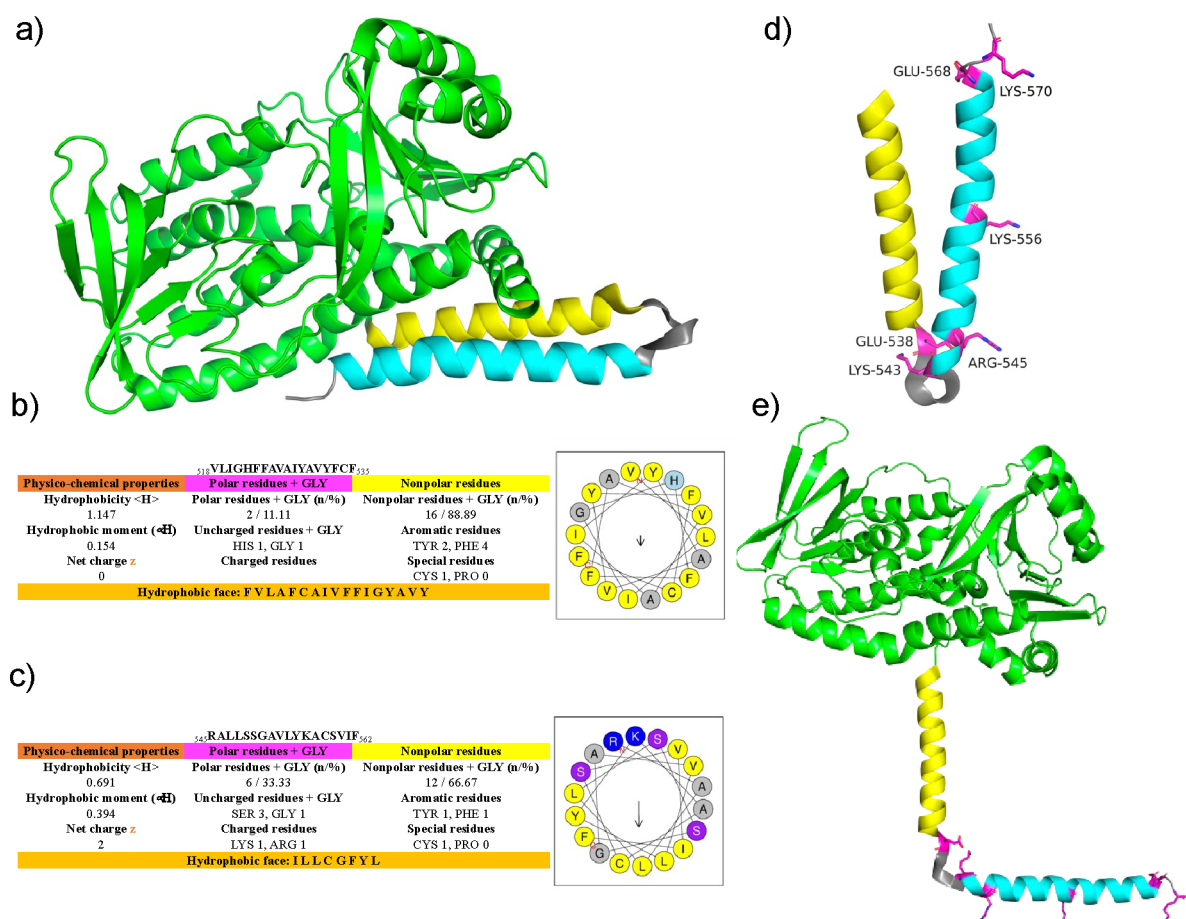 a)
d)
GLU-568
LYS-570
LYS-556
GLU-538
LYS-543
ARG-545
b)
518VLIGHFFAVAIYAVYFCF535
Physico-chemical properties Polar residues + GLY Nonpolar residues
Hydrophobicity <H> Polar residues + GLY (n/%) Nonpolar residues + GLY (n/%)
1.147 2 / 11.11 16 / 88.89
Hydrophobic moment (<H) Uncharged residues + GLY Aromatic residues
0.154 HIS 1, GLY 1 TYR 2, PHE 4
Net charge z Charged residues Special residues
0 CYS 1, PRO 0
Hydrophobic face: F V L A F C A I V F F I G Y A V Y
A V Y H F V L A F C A I V F F I G Y
N
C
e)
c)
545RALLSSGAVLYKACSVIF562
Physico-chemical properties Polar residues + GLY Nonpolar residues
Hydrophobicity <H> Polar residues + GLY (n/%) Nonpolar residues + GLY (n/%)
0.691 6 / 33.33 12 / 66.67
Hydrophobic moment (<H) Uncharged residues + GLY Aromatic residues
0.394 SER 3, GLY 1 TYR 1, PHE 1
Net charge z Charged residues Special residues
2 LYS 1, ARG 1 CYS 1, PRO 0
Hydrophobic face: I L L C G F Y L
A R K S V V A A S I L L C G F Y L S
N
C